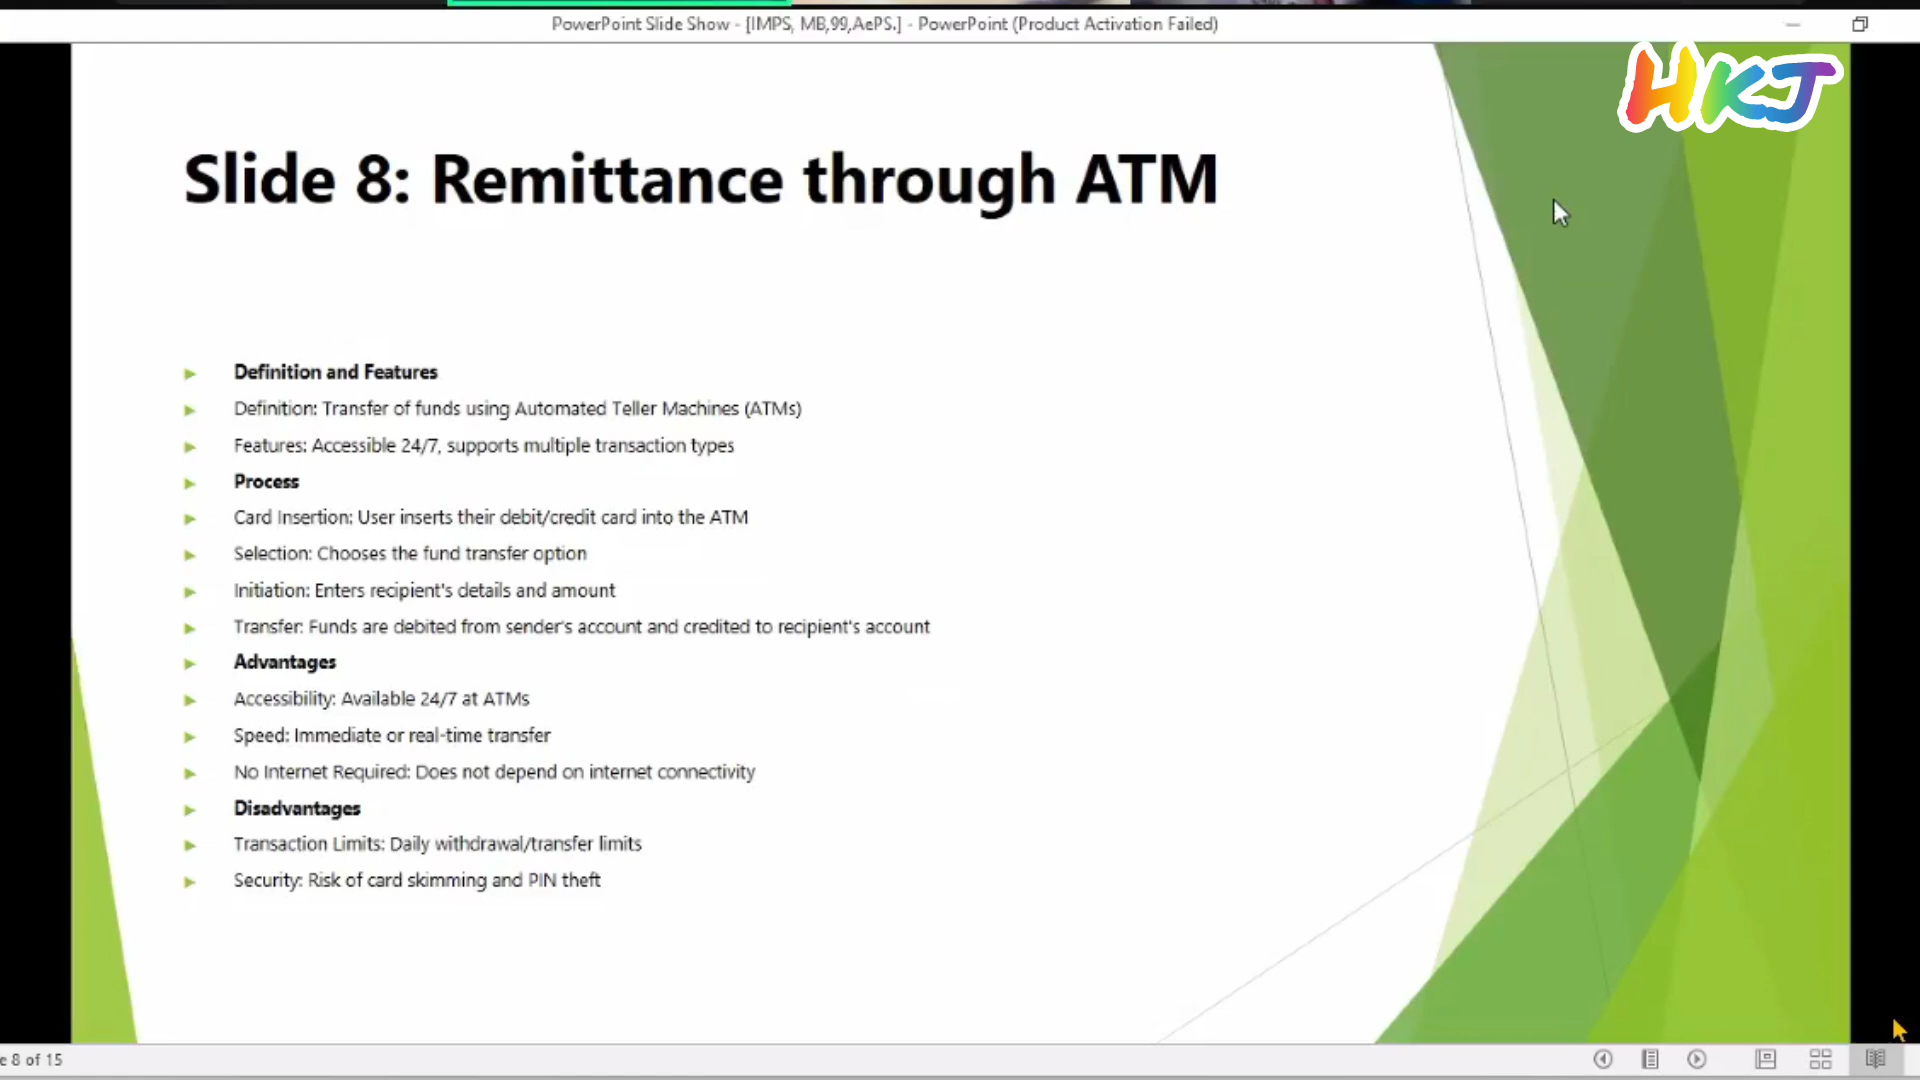 PowerPoint Slide Show - [IMPS, MB,99,AePS.] - PowerPoint (Product Activation Failed)
HKJ
Slide 8: Remittance through ATM
Definition and Features
Definition: Transfer of funds using Automated Teller Machines (ATMs)
Features: Accessible 24/7, supports multiple transaction types
Process
Card Insertion: User inserts their debit/credit card into the ATM
Selection: Chooses the fund transfer option
Initiation: Enters recipient's details and amount
Transfer: Funds are debited from sender's account and credited to recipient's account
Advantages
Accessibility: Available 24/7 at ATMs
Speed: Immediate or real-time transfer
No Internet Required: Does not depend on internet connectivity
Disadvantages
Transaction Limits: Daily withdrawal/transfer limits
Security: Risk of card skimming and PIN theft
e 8 of 15